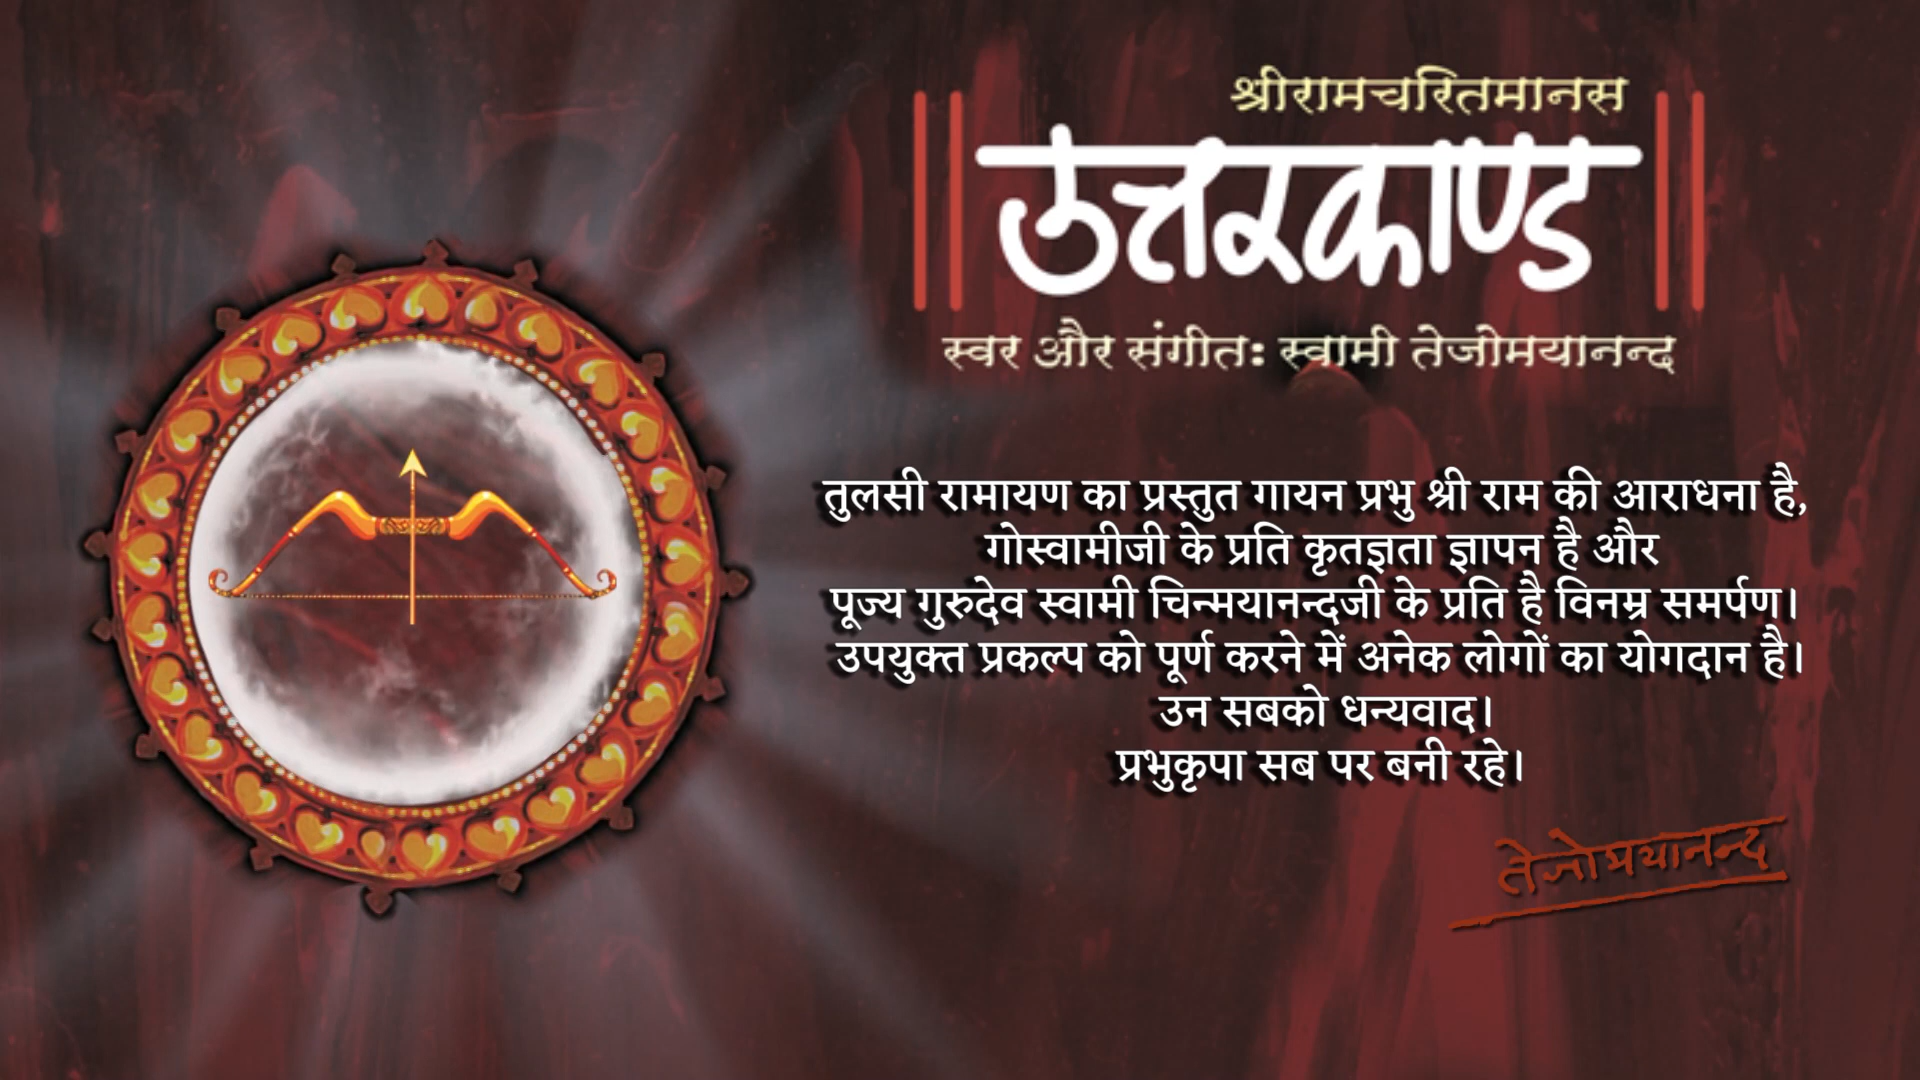 श्रीरामचरितमानस
॥ उत्तरकाण्ड ॥
स्वर और संगीतः स्वामी तेजोमयानन्द
तुलसी रामायण का प्रस्तुत गायन प्रभु श्री राम की आराधना है,
गोस्वामीजी के प्रति कृतज्ञता ज्ञापन है और
पूज्य गुरुदेव स्वामी चिन्मयानन्दजी के प्रति है विनम्र समर्पण।
उपयुक्त प्रकल्प को पूर्ण करने में अनेक लोगों का योगदान है।
उन सबको धन्यवाद।
प्रभुकृपा सब पर बनी रहे।
तेजोमयानन्द